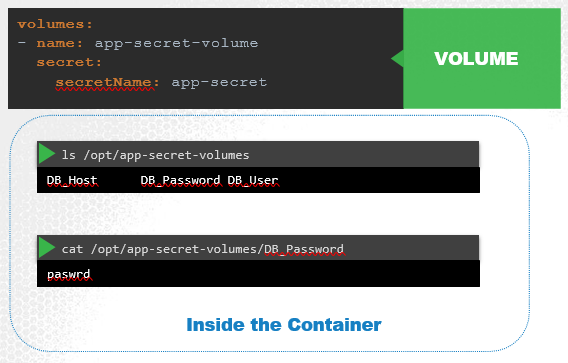 volumes:
- name: app-secret-volume
secret:
secretName: app-secret
VOLUME
ls /opt/app-secret-volumes
DB_Host DB_Password DB_User
cat /opt/app-secret-volumes/DB_Password
paswrd
Inside the Container